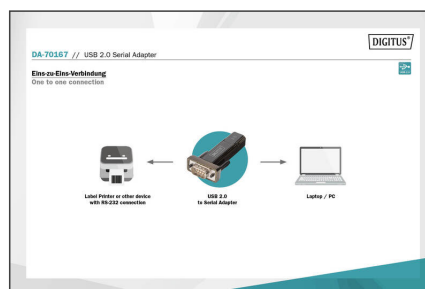 DIGITUS®
DA-70167 // USB 2.0 Serial Adapter
Eins-zu-Eins-Verbindung
One to one connection
Label Printer or other device
with RS-232 connection
USB 2.0
to Serial Adapter
Laptop / PC